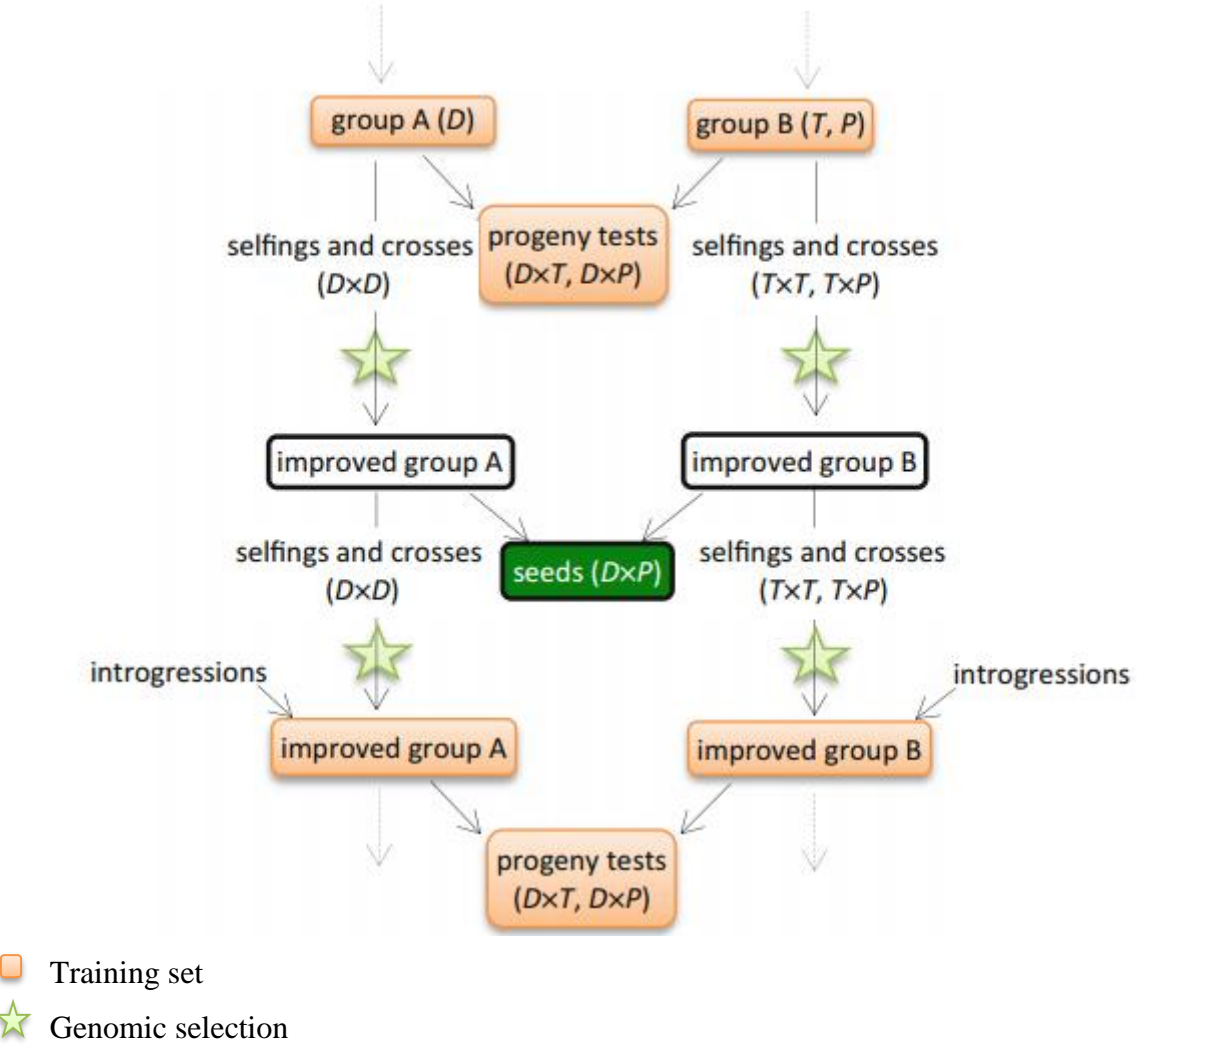 group A (D)
group B (T, P)
progeny tests
(D×T, D×P)
selfings and crosses
(D×D)
selfings and crosses
(T×T, T×P)
improved group A
improved group B
selfings and crosses
(D×D)
seeds (D×P)
selfings and crosses
(T×T, T×P)
introgressions
introgressions
improved group A
improved group B
progeny tests
(D×T, D×P)
Training set
Genomic selection